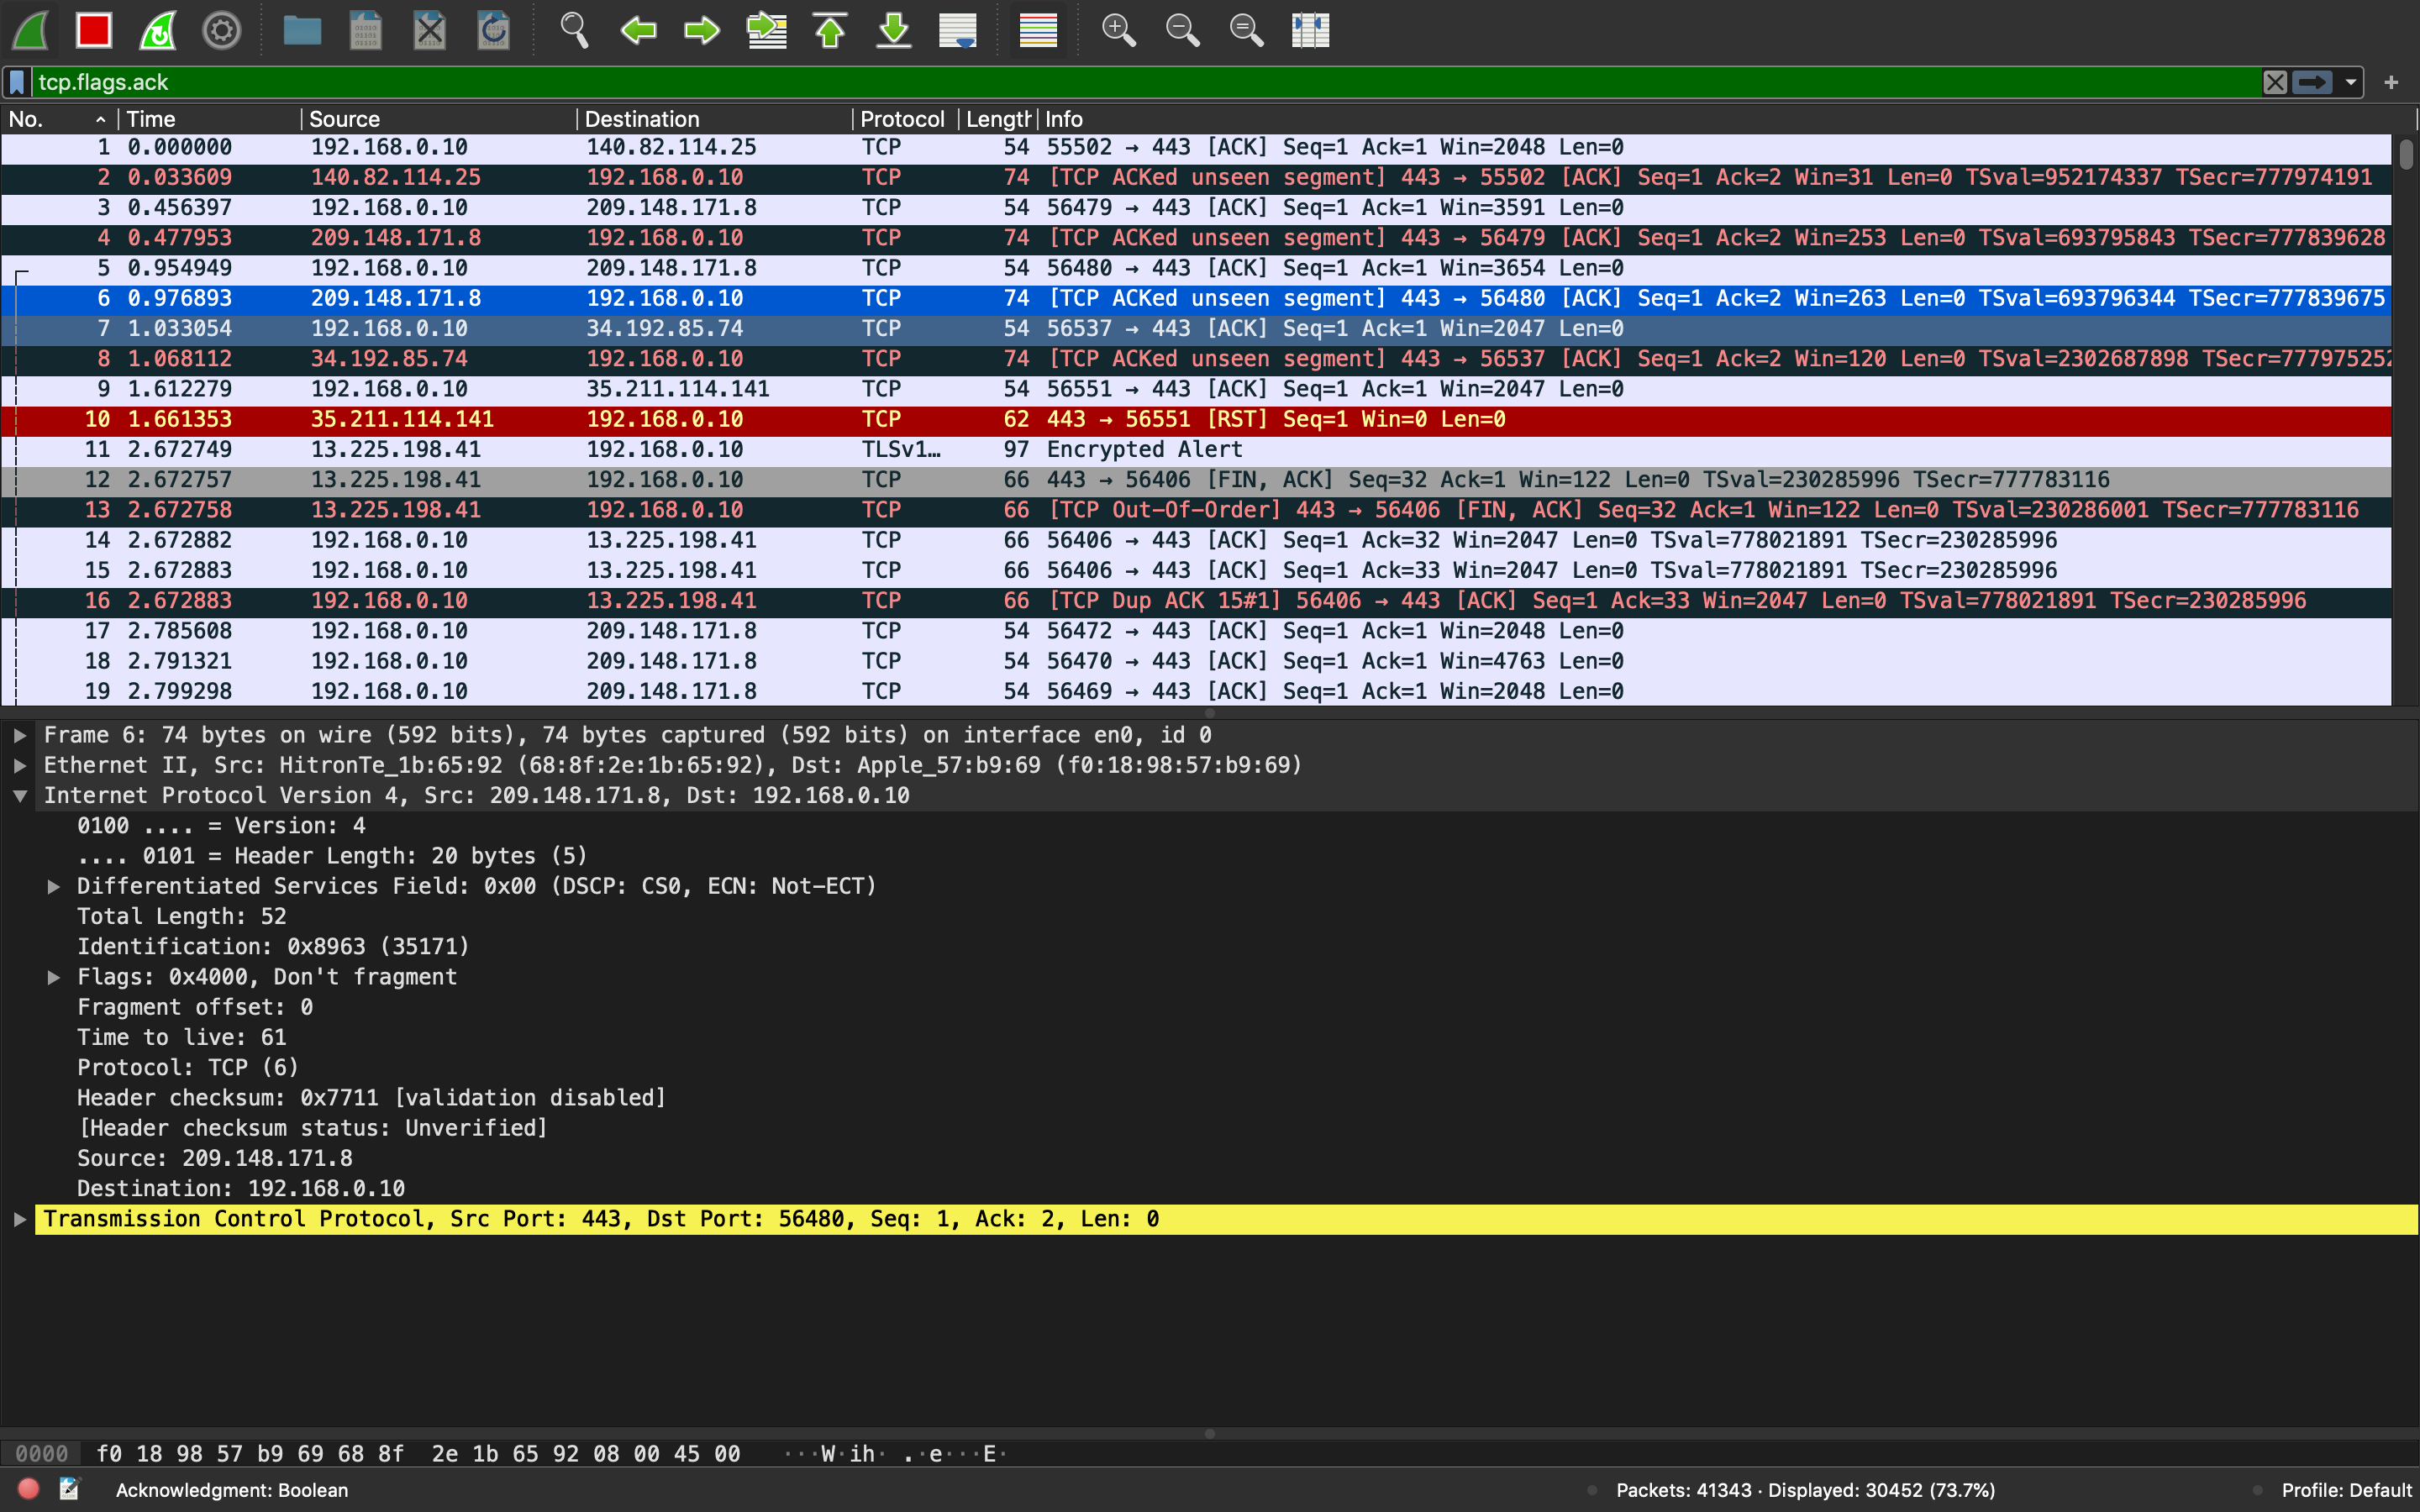 tcp.flags.ack
No. Time Source Destination Protocol Length Info
1 0.000000 192.168.0.10 140.82.114.25 TCP 54 55502 → 443 [ACK] Seq=1 Ack=1 Win=2048 Len=0
2 0.033609 140.82.114.25 192.168.0.10 TCP 74 [TCP ACKed unseen segment] 443 → 55502 [ACK] Seq=1 Ack=2 Win=31 Len=0 TSval=952174337 TSecr=777974191
3 0.456397 192.168.0.10 209.148.171.8 TCP 54 56479 → 443 [ACK] Seq=1 Ack=1 Win=3591 Len=0
4 0.477953 209.148.171.8 192.168.0.10 TCP 74 [TCP ACKed unseen segment] 443 → 56479 [ACK] Seq=1 Ack=2 Win=253 Len=0 TSval=693795843 TSecr=777839628
5 0.954949 192.168.0.10 209.148.171.8 TCP 54 56480 → 443 [ACK] Seq=1 Ack=1 Win=3654 Len=0
6 0.976893 209.148.171.8 192.168.0.10 TCP 74 [TCP ACKed unseen segment] 443 → 56480 [ACK] Seq=1 Ack=2 Win=263 Len=0 TSval=693796344 TSecr=777839675
7 1.033054 192.168.0.10 34.192.85.74 TCP 54 56537 → 443 [ACK] Seq=1 Ack=1 Win=2047 Len=0
8 1.068112 34.192.85.74 192.168.0.10 TCP 74 [TCP ACKed unseen segment] 443 → 56537 [ACK] Seq=1 Ack=2 Win=120 Len=0 TSval=2302687898 TSecr=777975252
9 1.612279 192.168.0.10 35.211.114.141 TCP 54 56551 → 443 [ACK] Seq=1 Ack=1 Win=2047 Len=0
10 1.661353 35.211.114.141 192.168.0.10 TCP 62 443 → 56551 [RST] Seq=1 Win=0 Len=0
11 2.672749 13.225.198.41 192.168.0.10 TLSv1… 97 Encrypted Alert
12 2.672757 13.225.198.41 192.168.0.10 TCP 66 443 → 56406 [FIN, ACK] Seq=32 Ack=1 Win=122 Len=0 TSval=230285996 TSecr=777783116
13 2.672758 13.225.198.41 192.168.0.10 TCP 66 [TCP Out-Of-Order] 443 → 56406 [FIN, ACK] Seq=32 Ack=1 Win=122 Len=0 TSval=230286001 TSecr=777783116
14 2.672882 192.168.0.10 13.225.198.41 TCP 66 56406 → 443 [ACK] Seq=1 Ack=32 Win=2047 Len=0 TSval=778021891 TSecr=230285996
15 2.672883 192.168.0.10 13.225.198.41 TCP 66 56406 → 443 [ACK] Seq=1 Ack=33 Win=2047 Len=0 TSval=778021891 TSecr=230285996
16 2.672883 192.168.0.10 13.225.198.41 TCP 66 [TCP Dup ACK 15#1] 56406 → 443 [ACK] Seq=1 Ack=33 Win=2047 Len=0 TSval=778021891 TSecr=230285996
17 2.785608 192.168.0.10 209.148.171.8 TCP 54 56472 → 443 [ACK] Seq=1 Ack=1 Win=2048 Len=0
18 2.791321 192.168.0.10 209.148.171.8 TCP 54 56470 → 443 [ACK] Seq=1 Ack=1 Win=4763 Len=0
19 2.799298 192.168.0.10 209.148.171.8 TCP 54 56469 → 443 [ACK] Seq=1 Ack=1 Win=2048 Len=0
Frame 6: 74 bytes on wire (592 bits), 74 bytes captured (592 bits) on interface en0, id 0
Ethernet II, Src: HitronTe_1b:65:92 (68:8f:2e:1b:65:92), Dst: Apple_57:b9:69 (f0:18:98:57:b9:69)
Internet Protocol Version 4, Src: 209.148.171.8, Dst: 192.168.0.10
0100 .... = Version: 4
.... 0101 = Header Length: 20 bytes (5)
Differentiated Services Field: 0x00 (DSCP: CS0, ECN: Not-ECT)
Total Length: 52
Identification: 0x8963 (35171)
Flags: 0x4000, Don't fragment
Fragment offset: 0
Time to live: 61
Protocol: TCP (6)
Header checksum: 0x7711 [validation disabled]
[Header checksum status: Unverified]
Source: 209.148.171.8
Destination: 192.168.0.10
Transmission Control Protocol, Src Port: 443, Dst Port: 56480, Seq: 1, Ack: 2, Len: 0
0000 f0 18 98 57 b9 69 68 8f 2e 1b 65 92 08 00 45 00 ···W·ih· .·e···E·
Acknowledgment: Boolean Packets: 41343 · Displayed: 30452 (73.7%) Profile: Default